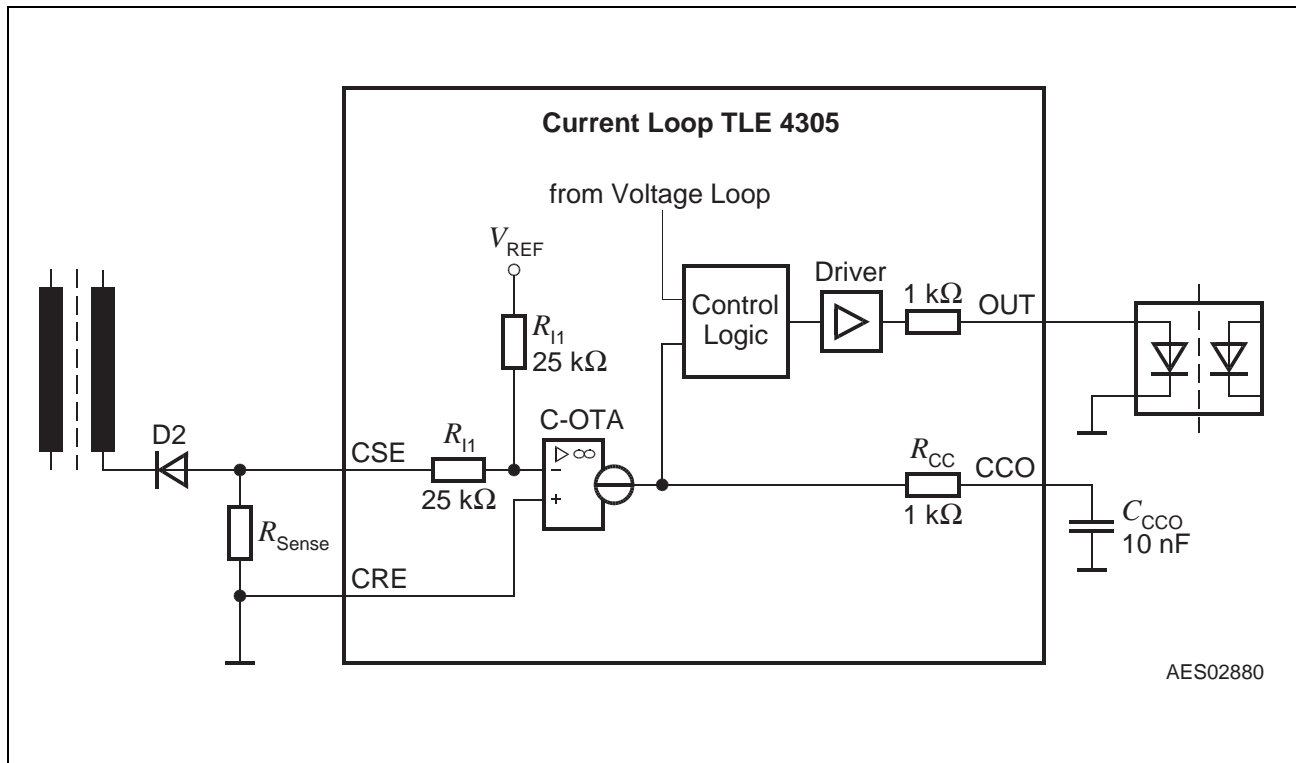 Current Loop TLE 4305
from Voltage Loop
V_REF
Driver
1 kΩ
OUT
Control
Logic
R_I1
25 kΩ
D2
C-OTA
CSE
R_I1
25 kΩ
▷ ∞
−
+
R_CC
1 kΩ
CCO
C_CCO
10 nF
R_Sense
CRE
AES02880